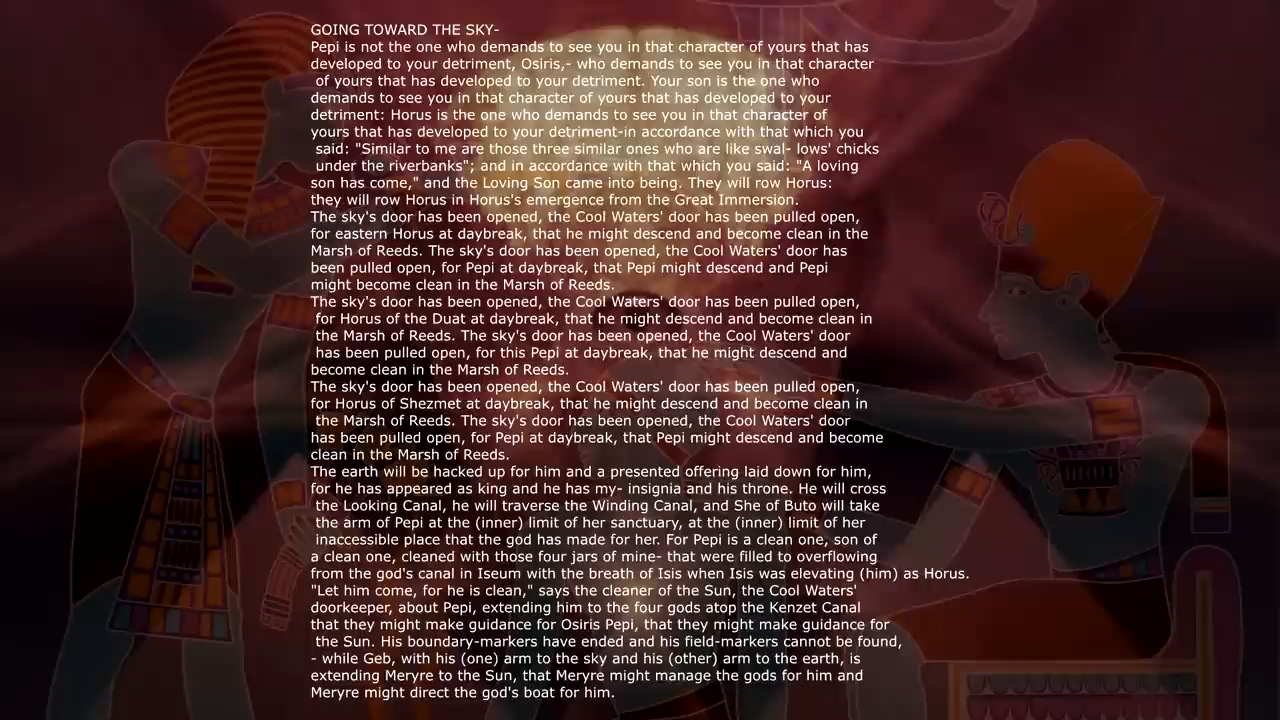 GOING TOWARD THE SKY-
Pepi is not the one who demands to see you in that character of yours that has
developed to your detriment, Osiris,- who demands to see you in that character
of yours that has developed to your detriment. Your son is the one who
demands to see you in that character of yours that has developed to your
detriment: Horus is the one who demands to see you in that character of
yours that has developed to your detriment-in accordance with that which you
said: "Similar to me are those three similar ones who are like swal- lows' chicks
under the riverbanks"; and in accordance with that which you said: "A loving
son has come," and the Loving Son came into being. They will row Horus:
they will row Horus in Horus's emergence from the Great Immersion.
The sky's door has been opened, the Cool Waters' door has been pulled open,
for eastern Horus at daybreak, that he might descend and become clean in the
Marsh of Reeds. The sky's door has been opened, the Cool Waters' door has
been pulled open, for Pepi at daybreak, that Pepi might descend and Pepi
might become clean in the Marsh of Reeds.
The sky's door has been opened, the Cool Waters' door has been pulled open,
for Horus of the Duat at daybreak, that he might descend and become clean in
the Marsh of Reeds. The sky's door has been opened, the Cool Waters' door
has been pulled open, for this Pepi at daybreak, that he might descend and
become clean in the Marsh of Reeds.
The sky's door has been opened, the Cool Waters' door has been pulled open,
for Horus of Shezmet at daybreak, that he might descend and become clean in
the Marsh of Reeds. The sky's door has been opened, the Cool Waters' door
has been pulled open, for Pepi at daybreak, that Pepi might descend and become
clean in the Marsh of Reeds.
The earth will be hacked up for him and a presented offering laid down for him,
for he has appeared as king and he has my- insignia and his throne. He will cross
the Looking Canal, he will traverse the Winding Canal, and She of Buto will take
the arm of Pepi at the (inner) limit of her sanctuary, at the (inner) limit of her
inaccessible place that the god has made for her. For Pepi is a clean one, son of
a clean one, cleaned with those four jars of mine- that were filled to overflowing
from the god's canal in Iseum with the breath of Isis when Isis was elevating (him) as Horus.
"Let him come, for he is clean," says the cleaner of the Sun, the Cool Waters'
doorkeeper, about Pepi, extending him to the four gods atop the Kenzet Canal
that they might make guidance for Osiris Pepi, that they might make guidance for
the Sun. His boundary-markers have ended and his field-markers cannot be found,
- while Geb, with his (one) arm to the sky and his (other) arm to the earth, is
extending Meryre to the Sun, that Meryre might manage the gods for him and
Meryre might direct the god's boat for him.